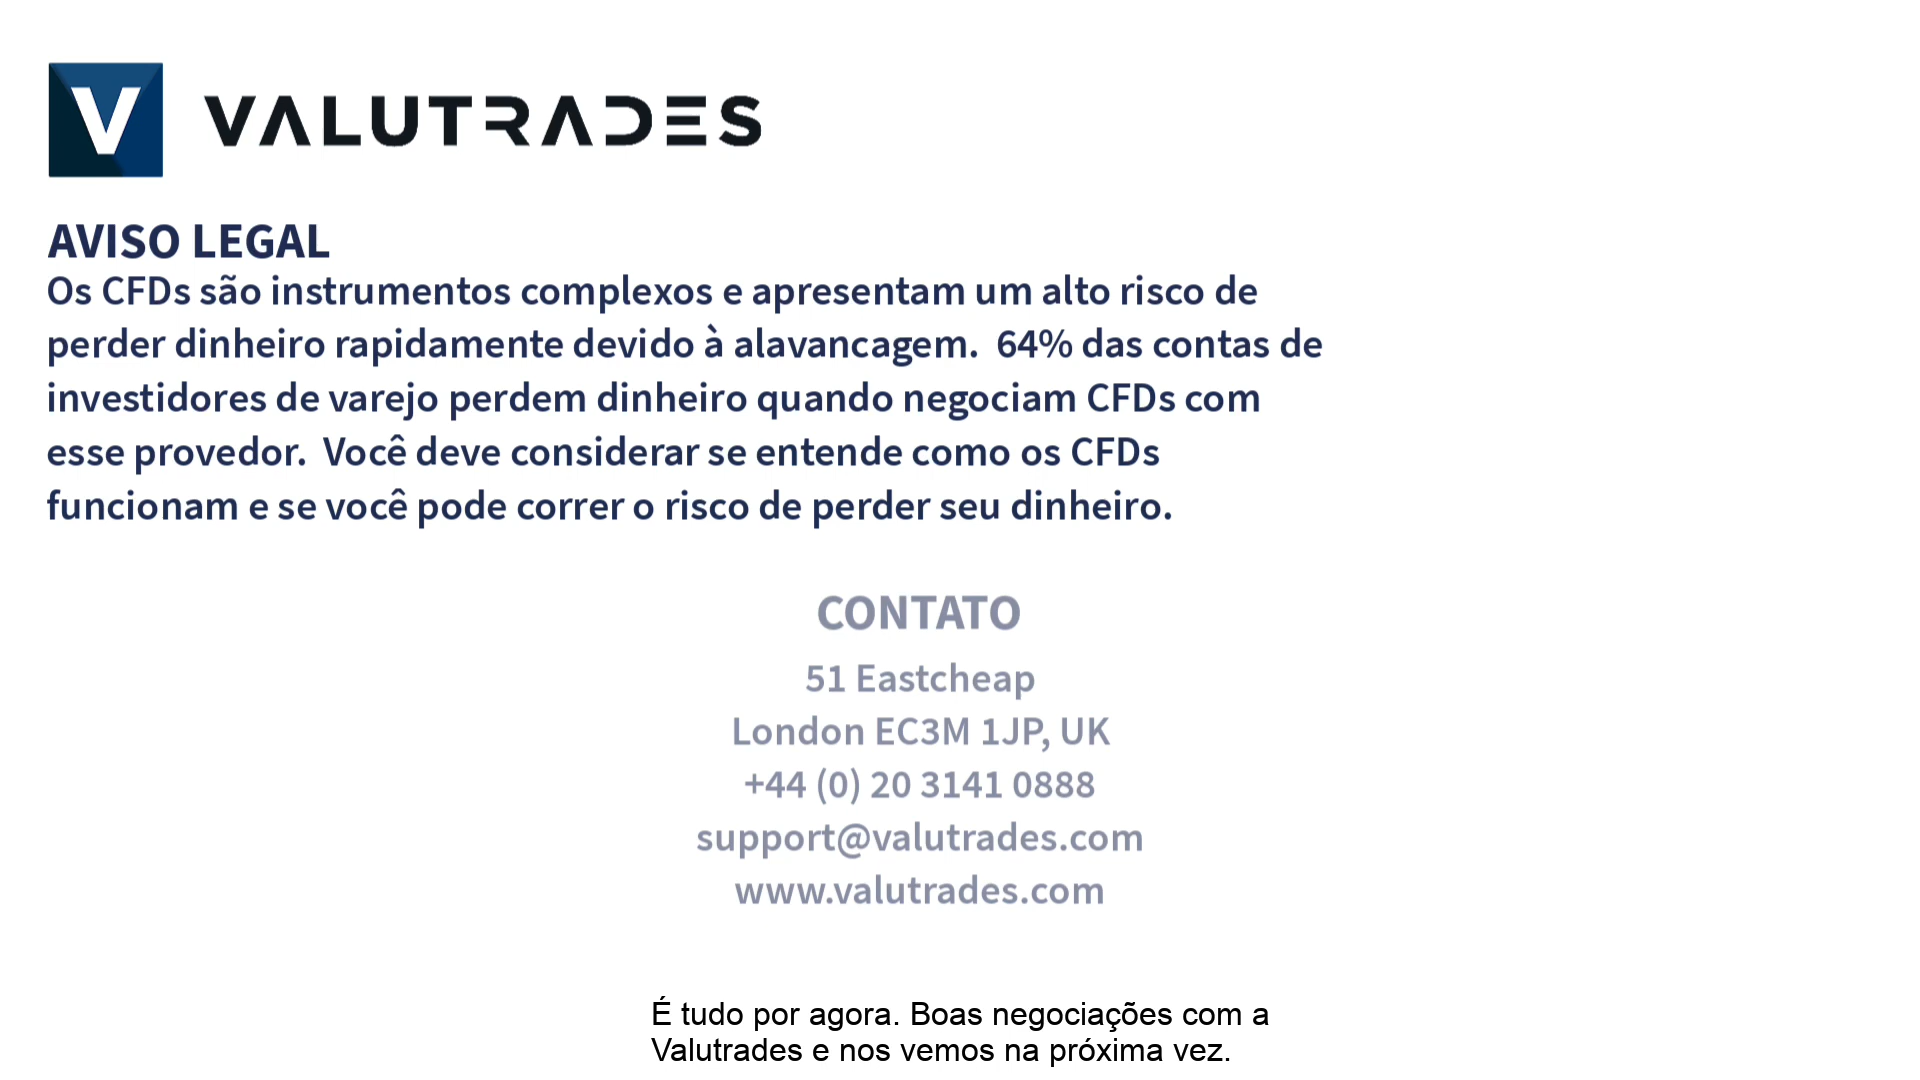 V VALUTRADES
AVISO LEGAL
Os CFDs são instrumentos complexos e apresentam um alto risco de
perder dinheiro rapidamente devido à alavancagem.  64% das contas de
investidores de varejo perdem dinheiro quando negociam CFDs com
esse provedor.  Você deve considerar se entende como os CFDs
funcionam e se você pode correr o risco de perder seu dinheiro.
CONTATO
51 Eastcheap
London EC3M 1JP, UK
+44 (0) 20 3141 0888
support@valutrades.com
www.valutrades.com
É tudo por agora. Boas negociações com a
Valutrades e nos vemos na próxima vez.